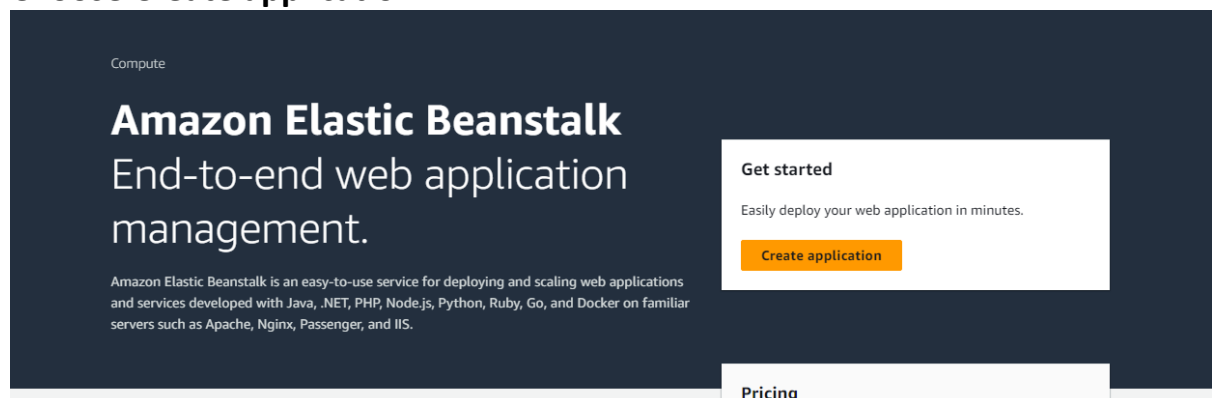 Compute
Amazon Elastic Beanstalk
End-to-end web application
management.
Amazon Elastic Beanstalk is an easy-to-use service for deploying and scaling web applications
and services developed with Java, .NET, PHP, Node.js, Python, Ruby, Go, and Docker on familiar
servers such as Apache, Nginx, Passenger, and IIS.
Get started
Easily deploy your web application in minutes.
Create application
Pricing